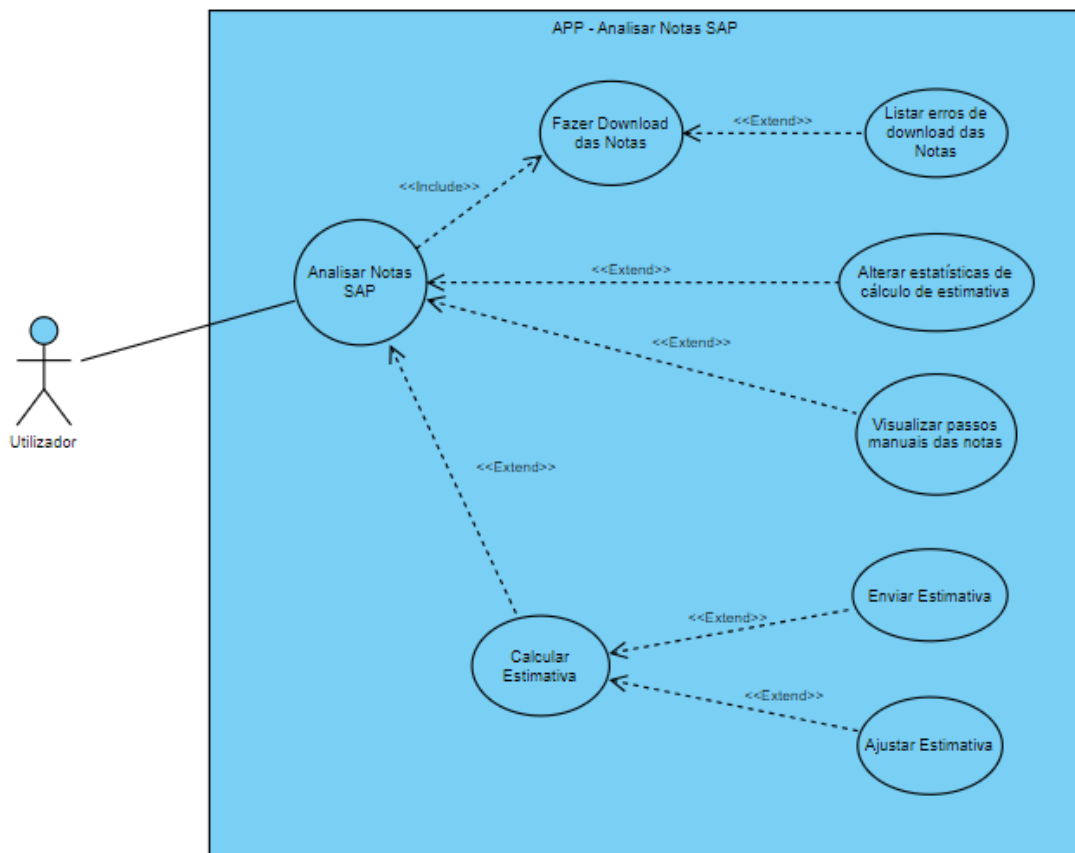 APP - Analisar Notas SAP
Fazer Download
das Notas
<<Extend>>
Listar erros de
download das
Notas
<<Include>>
Analisar Notas
SAP
<<Extend>>
Alterar estatísticas de
cálculo de estimativa
<<Extend>>
Visualizar passos
manuais das notas
Utilizador
<<Extend>>
Enviar Estimativa
<<Extend>>
Calcular
Estimativa
<<Extend>>
Ajustar Estimativa